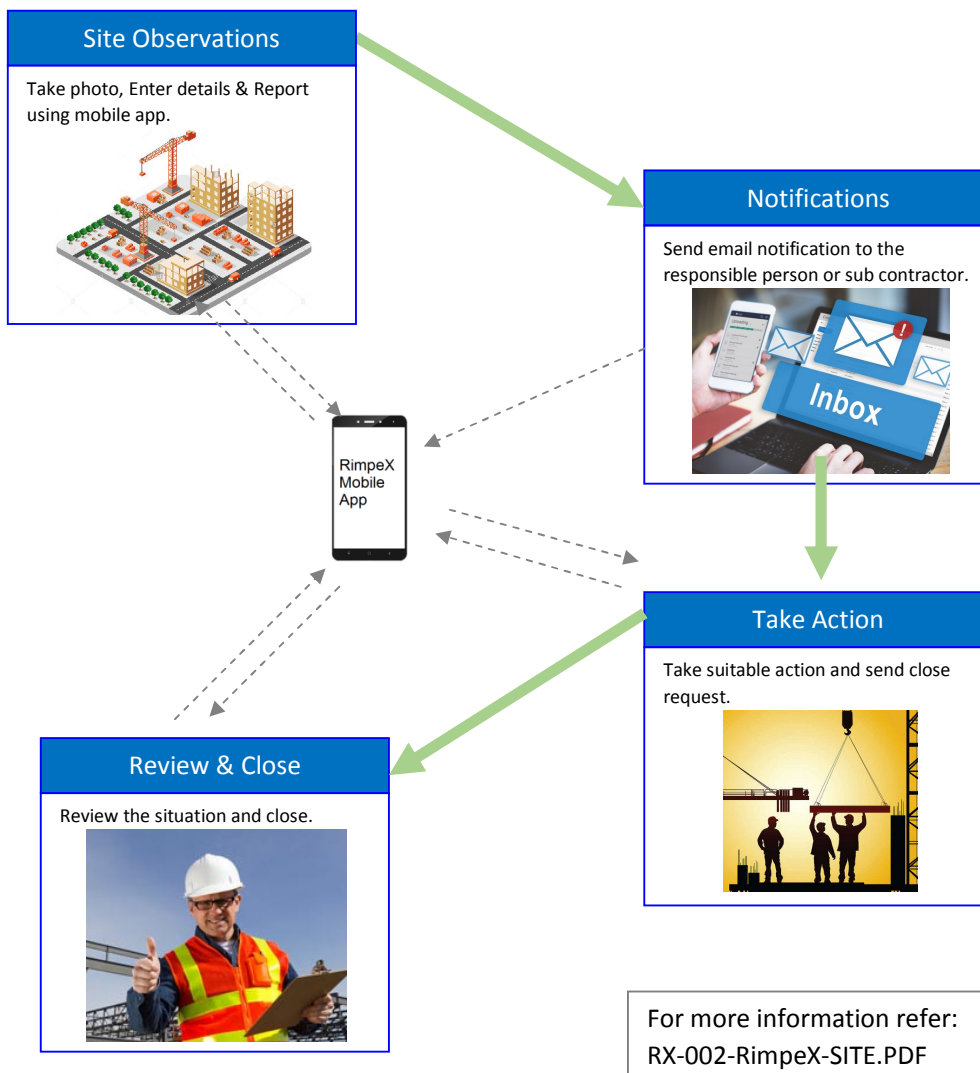 Site Observations
Take photo, Enter details & Report
using mobile app.
Notifications
Send email notification to the
responsible person or sub contractor.
Uploading...
Inbox
RimpeX
Mobile
App
Take Action
Take suitable action and send close
request.
Review & Close
Review the situation and close.
For more information refer:
RX-002-RimpeX-SITE.PDF